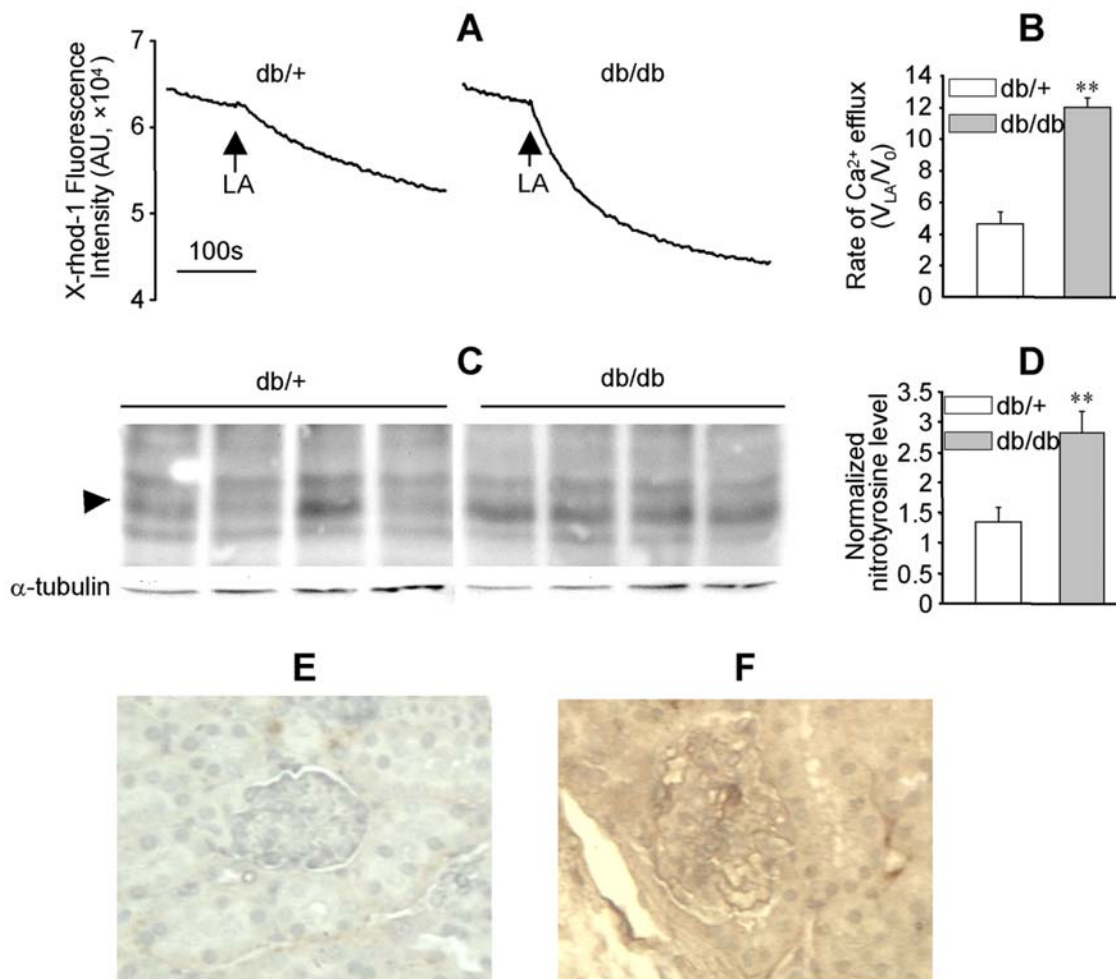 A
X-rhod-1 Fluorescence
Intensity (AU, ×10⁴)
7
6
5
4
db/+
LA
100s
db/db
LA
B
Rate of Ca²⁺ efflux
(V_LA/V₀)
14
12
10
8
6
4
2
0
db/+
db/db
**
C
db/+
db/db
α-tubulin
D
Normalized
nitrotyrosine level
3.5
3
2.5
2
1.5
1
0.5
0
db/+
db/db
**
E
F